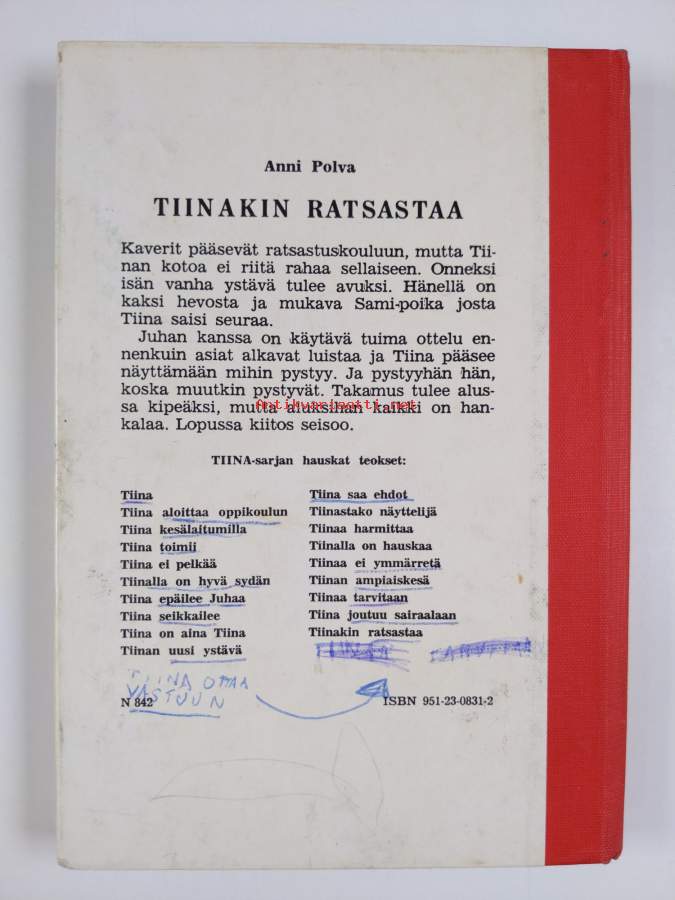 Anni Polva
TIINAKIN RATSASTAA
Kaverit pääsevät ratsastuskouluun, mutta Tii-
nan kotoa ei riitä rahaa sellaiseen. Onneksi
isän vanha ystävä tulee avuksi. Hänellä on
kaksi hevosta ja mukava Sami-poika josta
Tiina saisi seuraa.
Juhan kanssa on käytävä tuima ottelu en-
nenkuin asiat alkavat luistaa ja Tiina pääsee
näyttämään mihin pystyy. Ja pystyyhän hän,
koska muutkin pystyvät. Takamus tulee alus-
sa kipeäksi, mutta aluksihan kaikki on han-
antikvariaatti.net
kalaa. Lopussa kiitos seisoo.
TIINA-sarjan hauskat teokset:
Tiina
Tiina aloittaa oppikoulun
Tiina kesälaitumilla
Tiina toimii
Tiina ei pelkää
Tiinalla on hyvä sydän
Tiina epäilee Juhaa
Tiina seikkailee
Tiina on aina Tiina
Tiinan uusi ystävä
Tiina saa ehdot
Tiinastako näyttelijä
Tiinaa harmittaa
Tiinalla on hauskaa
Tiinaa ei ymmärretä
Tiinan ampiaiskesä
Tiinaa tarvitaan
Tiina joutuu sairaalaan
Tiinakin ratsastaa
TIINA OTTAA
VASTUUN
N 842
ISBN 951-23-0831-2